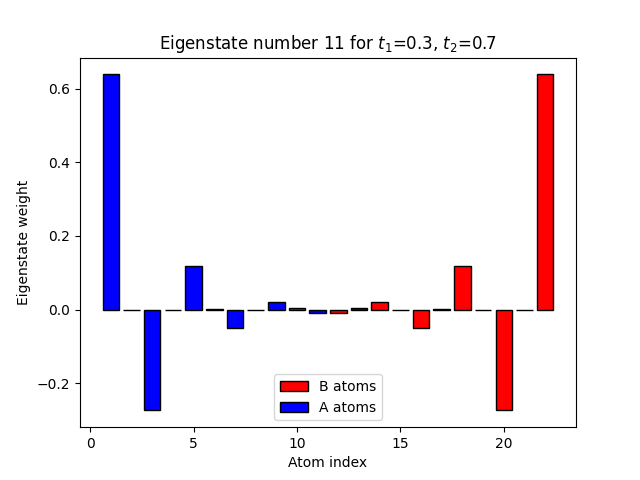 Eigenstate number 11 for t₁=0.3, t₂=0.7
Eigenstate weight
0.6
0.4
0.2
0.0
−0.2
B atoms
A atoms
0 5 10 15 20
Atom index